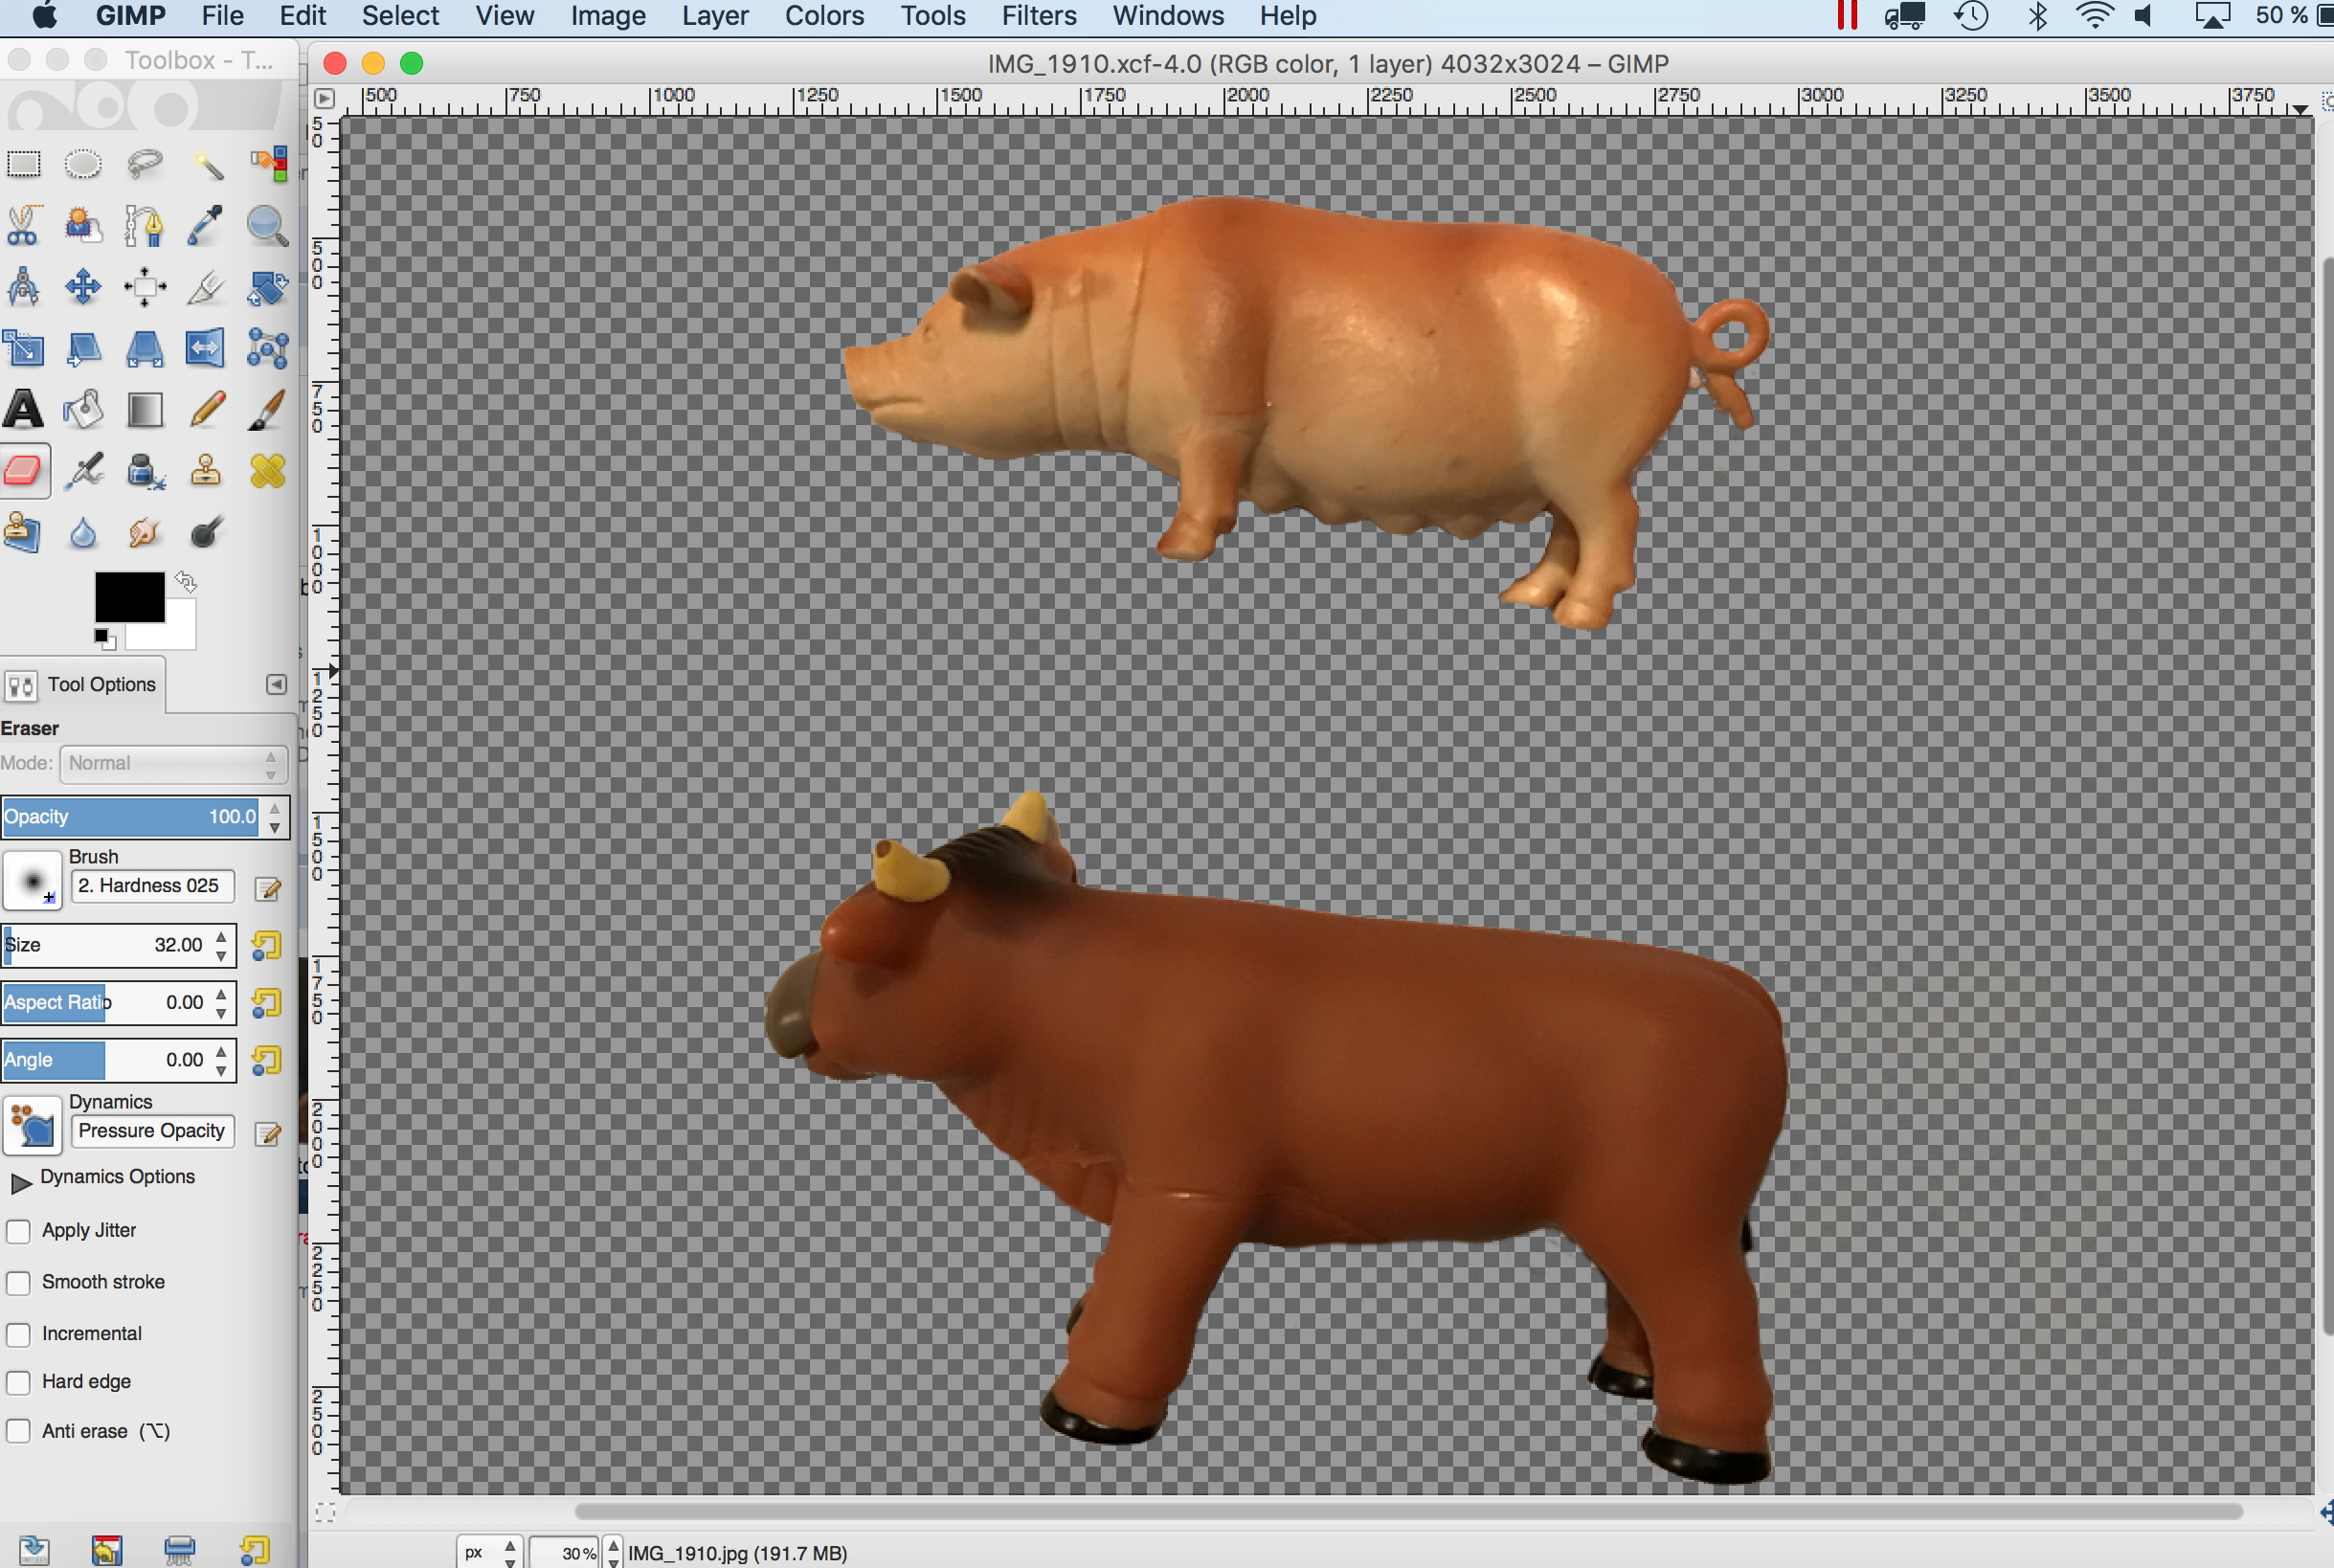 GIMP File Edit Select View Image Layer Colors Tools Filters Windows Help 50 %
Toolbox - T...
IMG_1910.xcf-4.0 (RGB color, 1 layer) 4032x3024 – GIMP
500 750 1000 1250 1500 1750 2000 2250 2500 2750 3000 3250 3500 3750
50
500
750
1000
1250
1500
1750
2000
2250
2500
Tool Options
Eraser
Mode: Normal
Opacity 100.0
Brush
2. Hardness 025
Size 32.00
Aspect Ratio 0.00
Angle 0.00
Dynamics
Pressure Opacity
Dynamics Options
Apply Jitter
Smooth stroke
Incremental
Hard edge
Anti erase (⌥)
px 30% IMG_1910.jpg (191.7 MB)